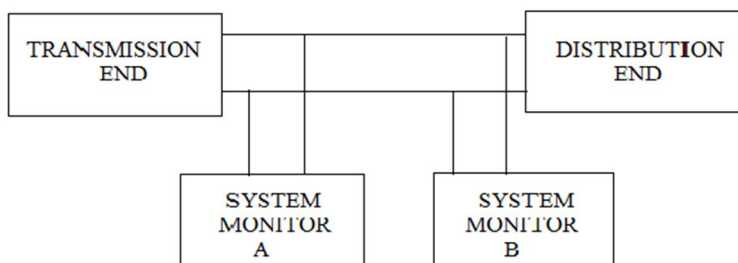 TRANSMISSION
END
DISTRIBUTION
END
SYSTEM
MONITOR
A
SYSTEM
MONITOR
B